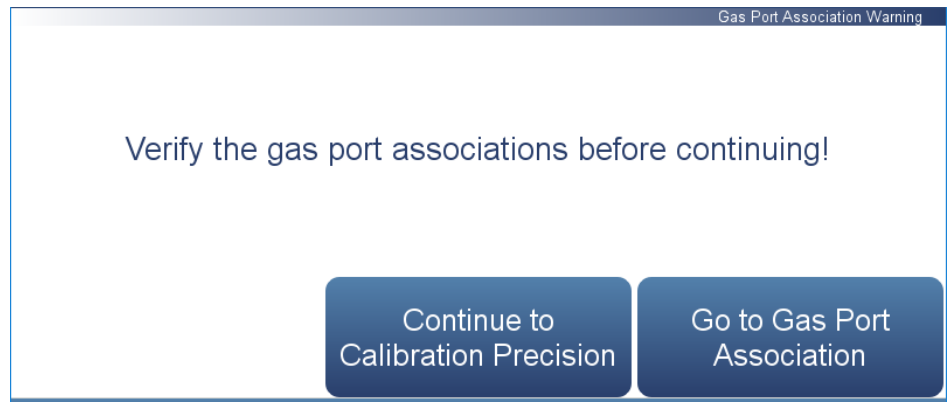 Gas Port Association Warning
Verify the gas port associations before continuing!
Continue to
Calibration Precision
Go to Gas Port
Association